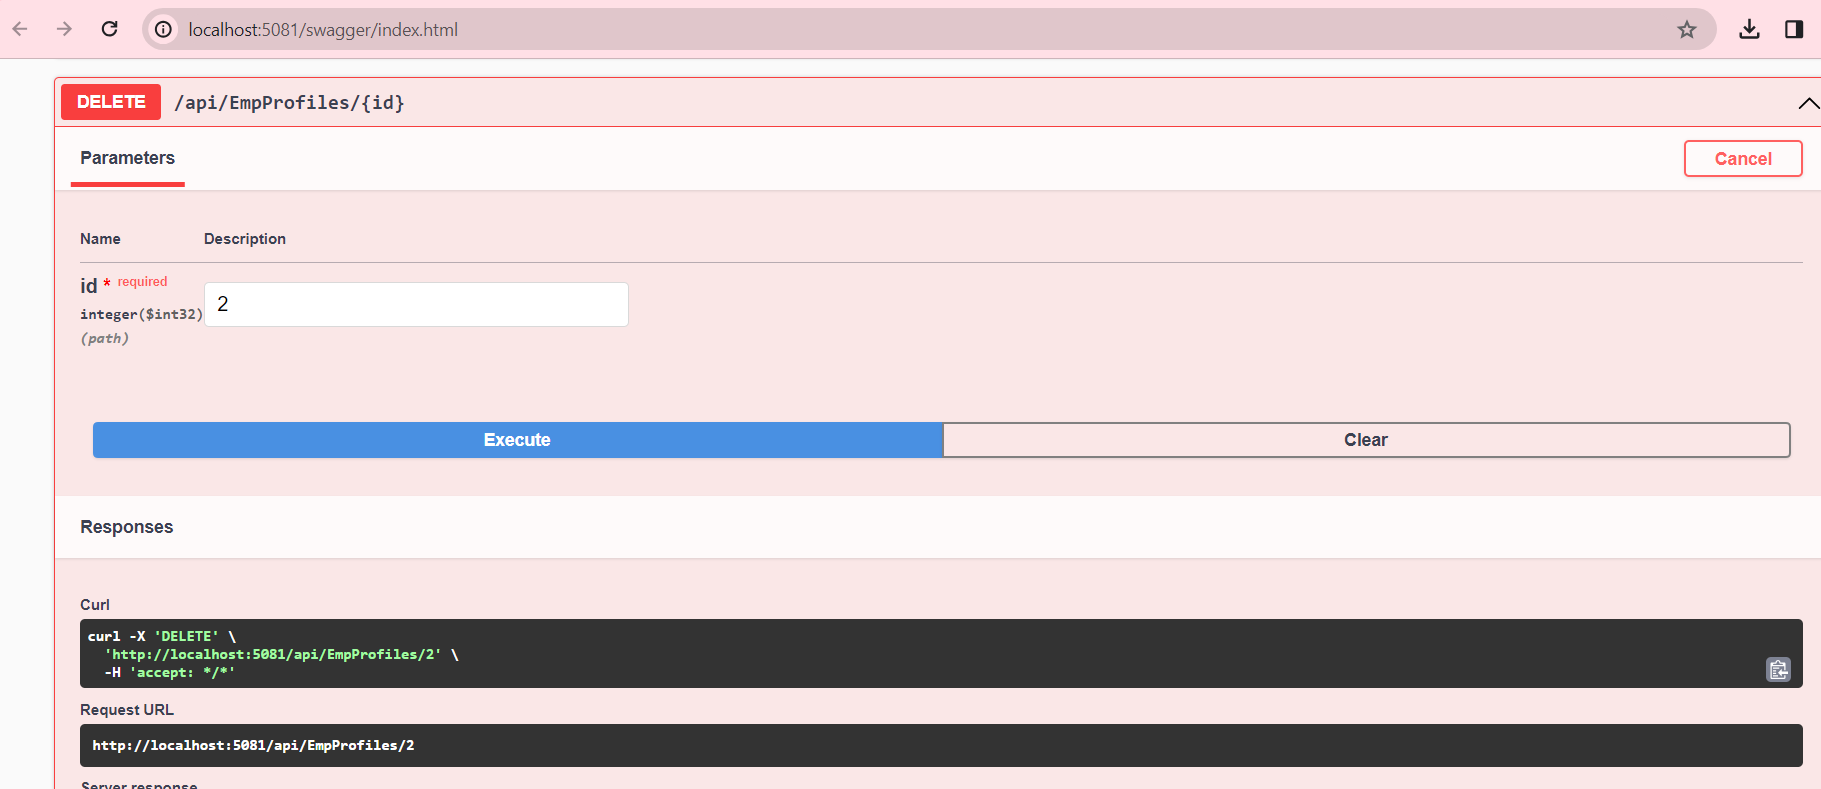 localhost:5081/swagger/index.html
DELETE /api/EmpProfiles/{id}
Parameters
Cancel
Name Description
id * required
integer($int32)
(path)
2
Execute Clear
Responses
Curl
curl -X 'DELETE' \
'http://localhost:5081/api/EmpProfiles/2' \
-H 'accept: */*'
Request URL
http://localhost:5081/api/EmpProfiles/2
Server response